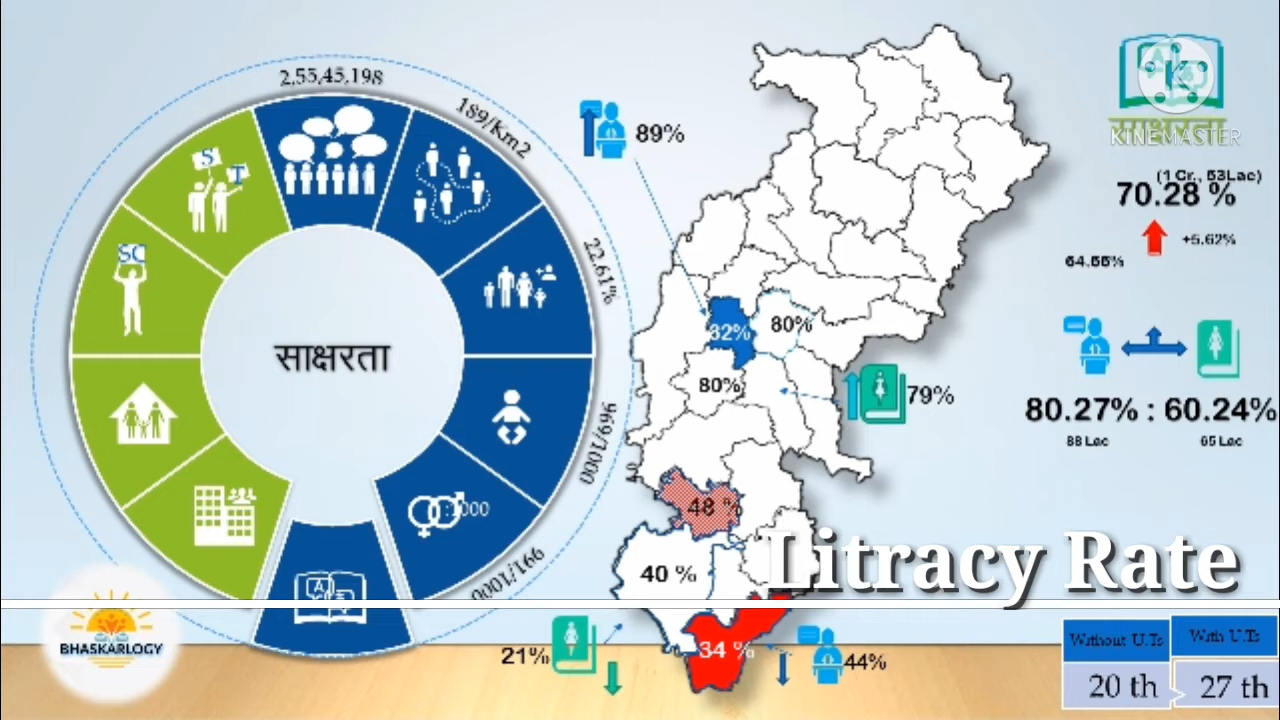 2,55,45,198
189/Km2
22.61%
969/1000
991/1000
:1000
S
T
SC
साक्षरता
A
BHASKARLOGY
89%
82%
80%
80%
79%
48 %
40 %
34 %
21%
44%
साक्षरता
KINEMASTER
(1 Cr., 53Lac)
70.28 %
+5.62%
64.66%
80.27% : 60.24%
88 Lac
65 Lac
Litracy Rate
Without U.Ts
With U.Ts
20 th
27 th